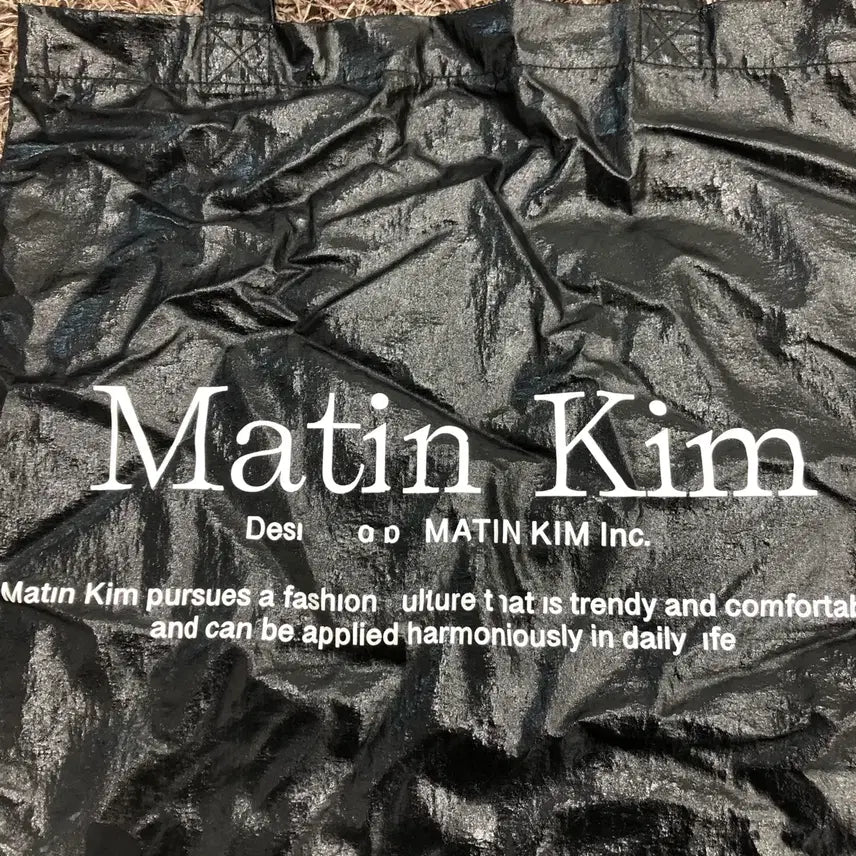 Matin Kim
MATIN KIM Inc.
Matin Kim pursues a fashion that is trendy and
and can be applied harmoniously in daily